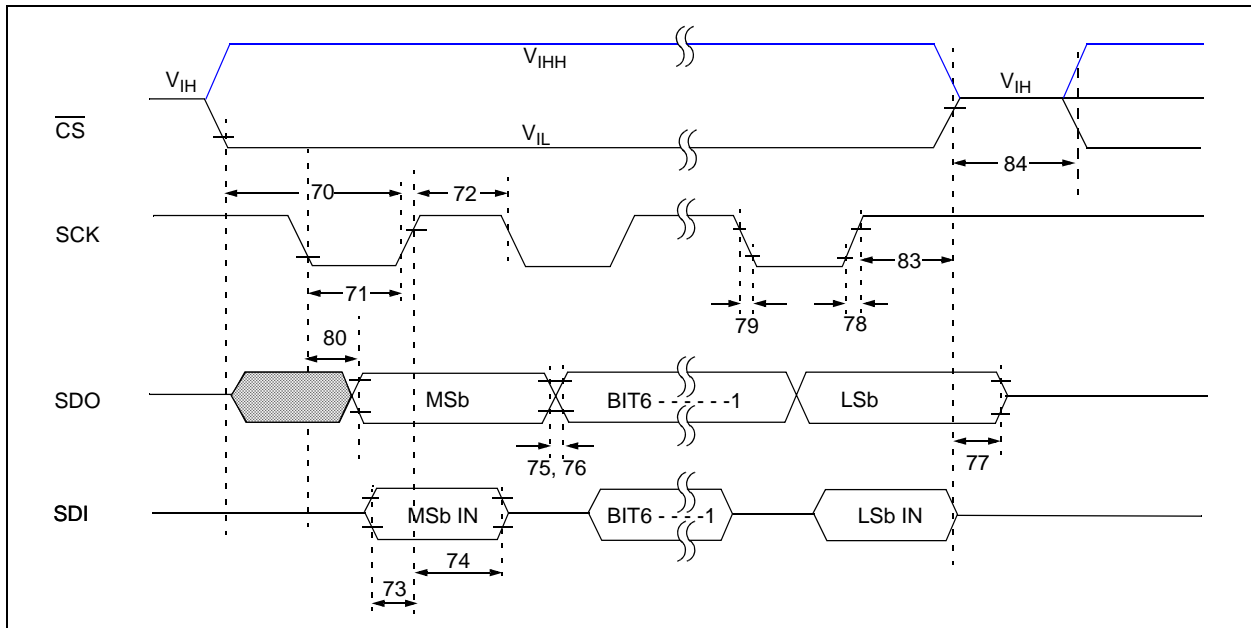 VIH
VIHH
VIH
CS
VIL
84
70
72
SCK
83
71
79
78
80
SDO
MSb
BIT6 - - - - - -1
LSb
75, 76
77
SDI
MSb IN
BIT6 - - - - -1
LSb IN
74
73